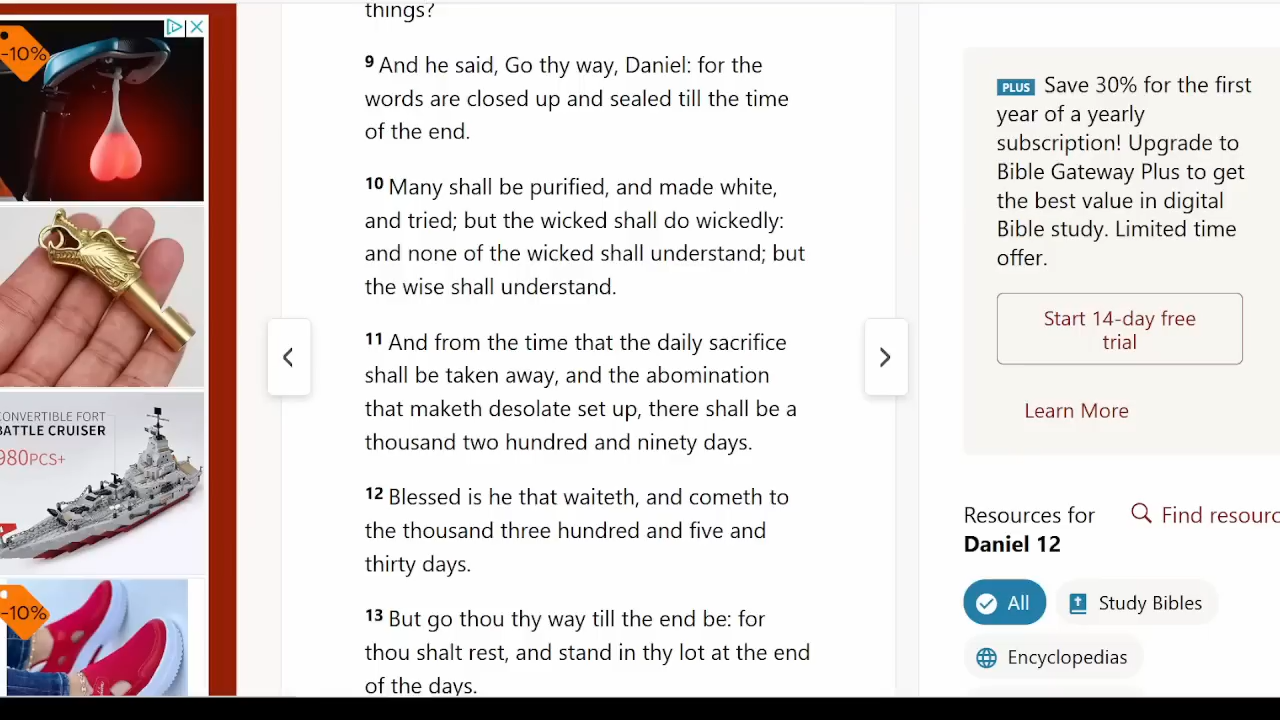 -10%
CONVERTIBLE FORT
BATTLE CRUISER
980PCS+
-10%
things?
9 And he said, Go thy way, Daniel: for the
words are closed up and sealed till the time
of the end.
10 Many shall be purified, and made white,
and tried; but the wicked shall do wickedly:
and none of the wicked shall understand; but
the wise shall understand.
11 And from the time that the daily sacrifice
shall be taken away, and the abomination
that maketh desolate set up, there shall be a
thousand two hundred and ninety days.
12 Blessed is he that waiteth, and cometh to
the thousand three hundred and five and
thirty days.
13 But go thou thy way till the end be: for
thou shalt rest, and stand in thy lot at the end
of the days.
PLUS Save 30% for the first
year of a yearly
subscription! Upgrade to
Bible Gateway Plus to get
the best value in digital
Bible study. Limited time
offer.
Start 14-day free
trial
Learn More
Resources for
Daniel 12
Find resourc
All
Study Bibles
Encyclopedias